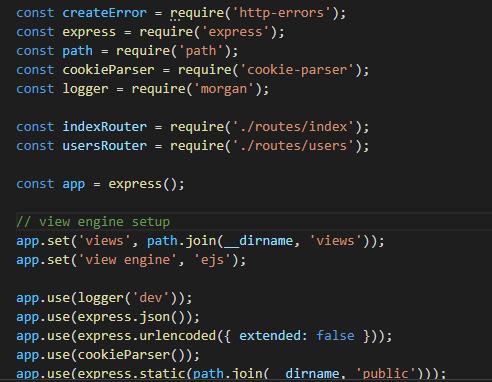 const createError = require('http-errors');
const express = require('express');
const path = require('path');
const cookieParser = require('cookie-parser');
const logger = require('morgan');
const indexRouter = require('./routes/index');
const usersRouter = require('./routes/users');
const app = express();
// view engine setup
app.set('views', path.join(__dirname, 'views'));
app.set('view engine', 'ejs');
app.use(logger('dev'));
app.use(express.json());
app.use(express.urlencoded({ extended: false }));
app.use(cookieParser());
app.use(express.static(path.join(__dirname, 'public')));